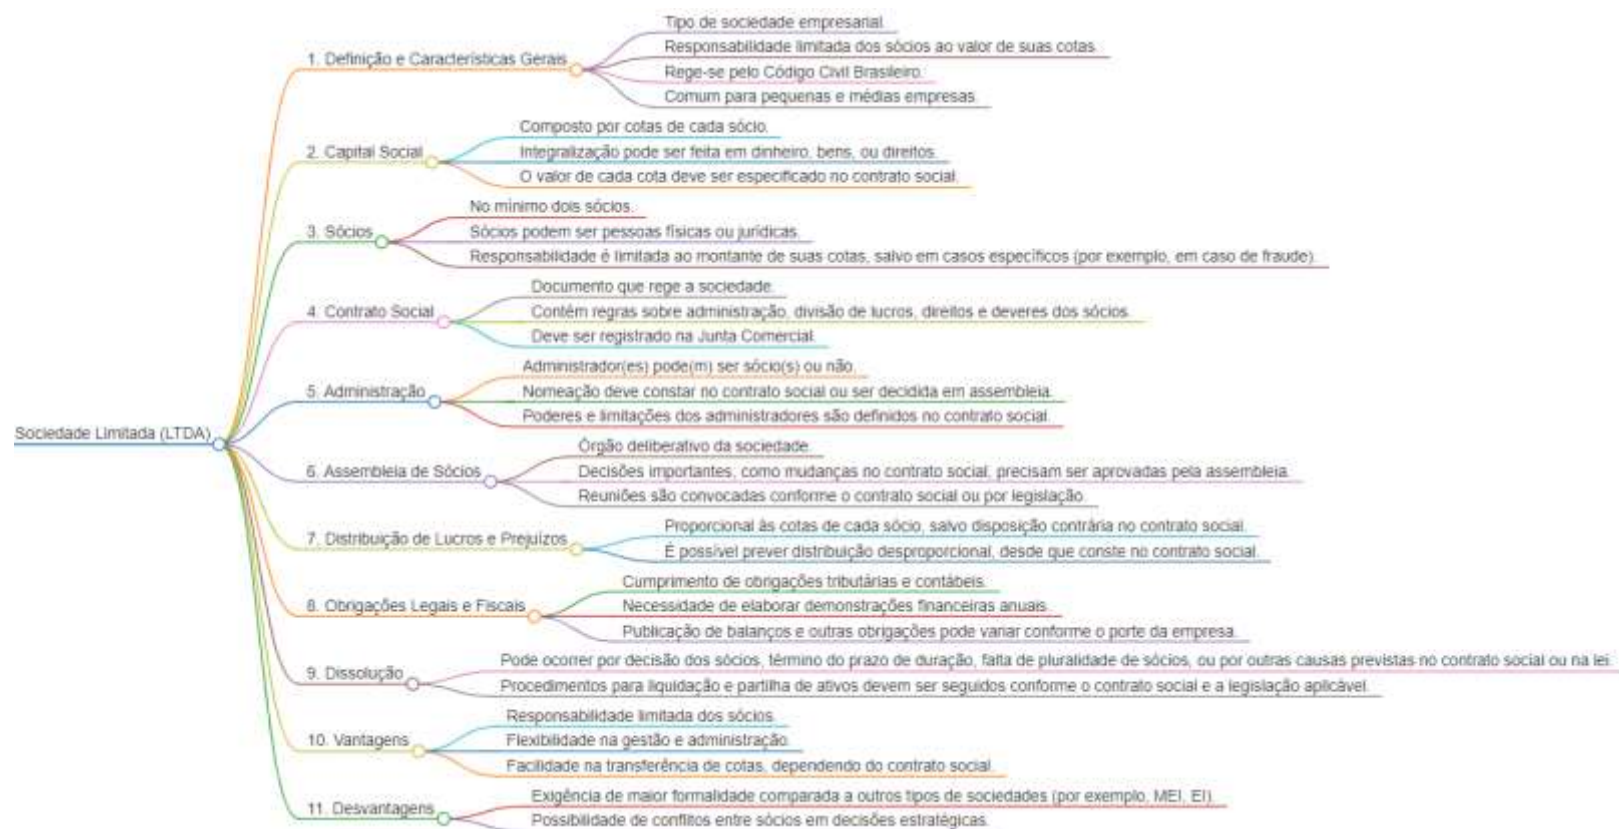 Sociedade Limitada (LTDA)
1. Definição e Características Gerais
Tipo de sociedade empresarial.
Responsabilidade limitada dos sócios ao valor de suas cotas.
Rege-se pelo Código Civil Brasileiro.
Comum para pequenas e médias empresas.
2. Capital Social
Composto por cotas de cada sócio.
Integralização pode ser feita em dinheiro, bens, ou direitos.
O valor de cada cota deve ser especificado no contrato social.
3. Sócios
No mínimo dois sócios.
Sócios podem ser pessoas físicas ou jurídicas.
Responsabilidade é limitada ao montante de suas cotas, salvo em casos específicos (por exemplo, em caso de fraude).
4. Contrato Social
Documento que rege a sociedade.
Contém regras sobre administração, divisão de lucros, direitos e deveres dos sócios.
Deve ser registrado na Junta Comercial.
5. Administração
Administrador(es) pode(m) ser sócio(s) ou não.
Nomeação deve constar no contrato social ou ser decidida em assembleia.
Poderes e limitações dos administradores são definidos no contrato social.
6. Assembleia de Sócios
Órgão deliberativo da sociedade.
Decisões importantes, como mudanças no contrato social, precisam ser aprovadas pela assembleia.
Reuniões são convocadas conforme o contrato social ou por legislação.
7. Distribuição de Lucros e Prejuízos
Proporcional às cotas de cada sócio, salvo disposição contrária no contrato social.
É possível prever distribuição desproporcional, desde que conste no contrato social.
8. Obrigações Legais e Fiscais
Cumprimento de obrigações tributárias e contábeis.
Necessidade de elaborar demonstrações financeiras anuais.
Publicação de balanços e outras obrigações pode variar conforme o porte da empresa.
9. Dissolução
Pode ocorrer por decisão dos sócios, término do prazo de duração, falta de pluralidade de sócios, ou por outras causas previstas no contrato social ou na lei.
Procedimentos para liquidação e partilha de ativos devem ser seguidos conforme o contrato social e a legislação aplicável.
10. Vantagens
Responsabilidade limitada dos sócios.
Flexibilidade na gestão e administração.
Facilidade na transferência de cotas, dependendo do contrato social.
11. Desvantagens
Exigência de maior formalidade comparada a outros tipos de sociedades (por exemplo, MEI, EI).
Possibilidade de conflitos entre sócios em decisões estratégicas.